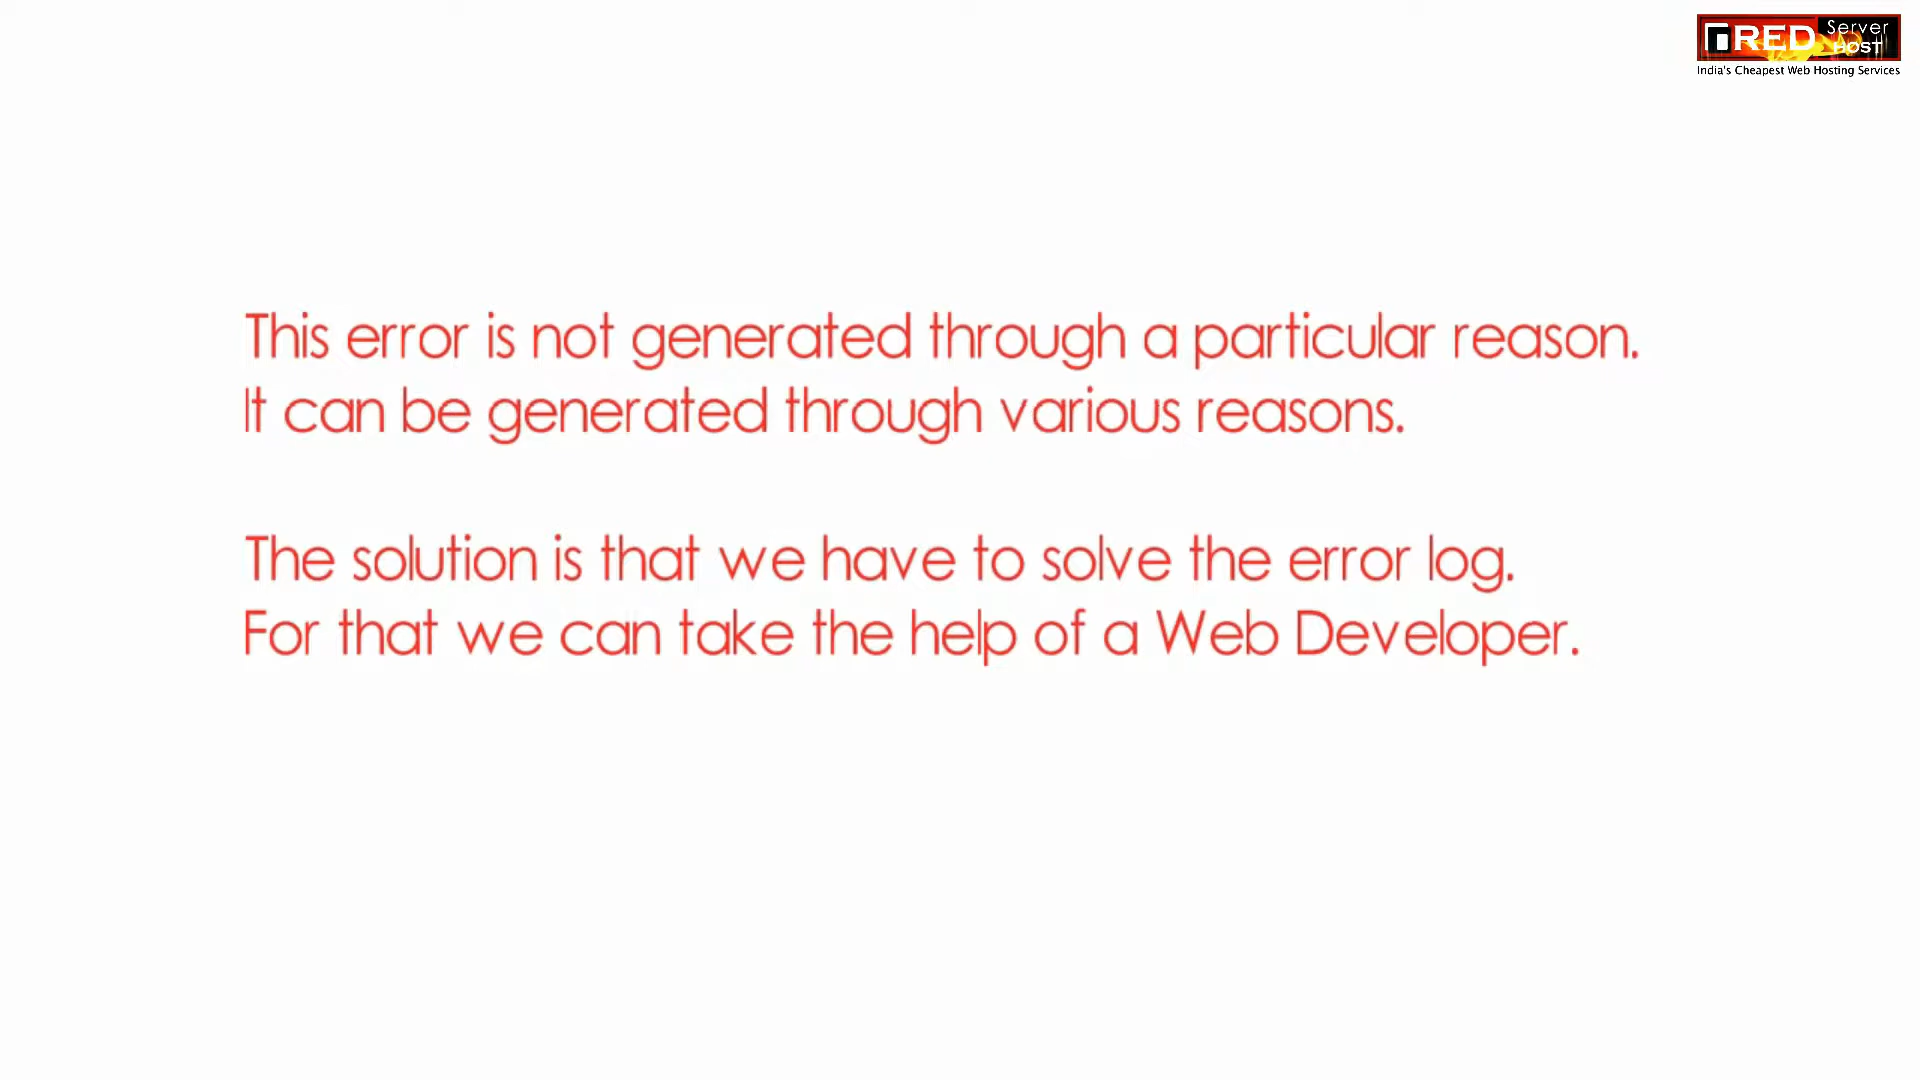 RED Server
HOST
India's Cheapest Web Hosting Services
This error is not generated through a particular reason.
It can be generated through various reasons.
The solution is that we have to solve the error log.
For that we can take the help of a Web Developer.